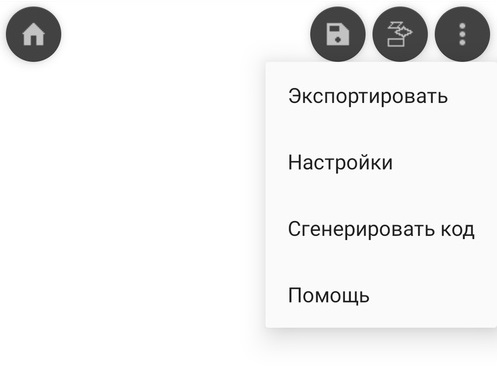 Экспортировать
Настройки
Сгенерировать код
Помощь